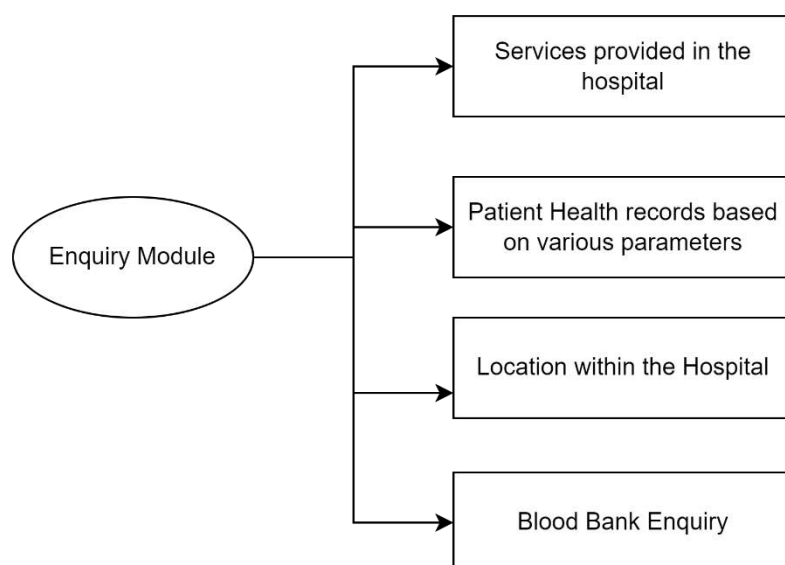 Services provided in the
hospital
Enquiry Module
Patient Health records based
on various parameters
Location within the Hospital
Blood Bank Enquiry